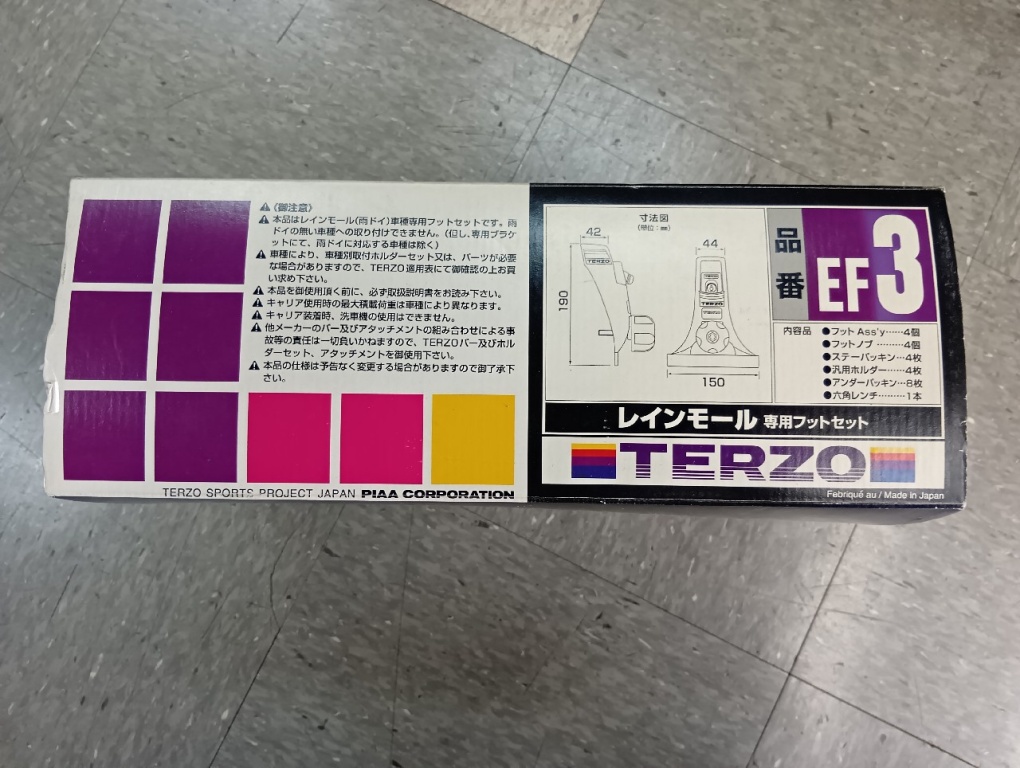 ⚠〈御注意〉
⚠本品はレインモール(雨ドイ)車種専用フットセットです。雨
ドイの無い車種への取り付けできません。(但し、専用ブラケ
ットにて、雨ドイに対応する車種は除く)
⚠車種により、車種別取付ホルダーセット又は、パーツが必要
な場合がありますので、TERZO適用表にて御確認の上お買
い求め下さい。
⚠本品を御使用頂く前に、必ず取扱説明書をお読み下さい。
⚠キャリア使用時の最大積載荷重は車種により異なります。
⚠キャリア装着時、洗車機の使用はできません。
⚠他メーカーのバー及びアタッチメントの組み合わせによる事
故等の責任は一切負いかねますので、TERZOバー及びホル
ダーセット、アタッチメントを御使用下さい。
⚠本品の仕様は予告なく変更する場合がありますので御了承下
さい。
TERZO SPORTS PROJECT JAPAN PIAA CORPORATION
寸法図
(単位:㎜)
42
44
190
150
TERZO
TERZO
品番
EF3
内容品
●フットAss'y……4個
●フットノブ………4個
●ステーパッキン…4枚
●汎用ホルダー……4枚
●アンダーパッキン…8枚
●六角レンチ………1本
レインモール 専用フットセット
TERZO
Fabriqué au / Made in Japan